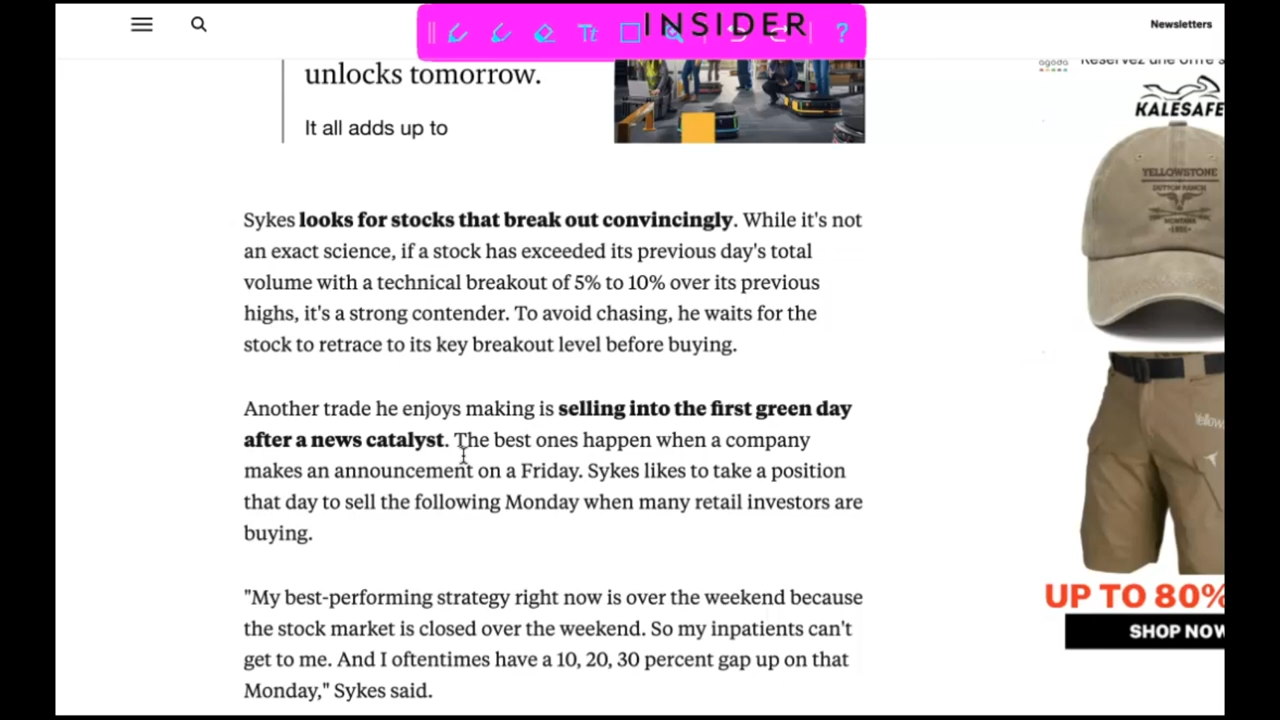 INSIDER
Newsletters
Tt
?
unlocks tomorrow.
It all adds up to
agoda
KALESAFE
YELLOWSTONE
DUTTON RANCH
MONTANA
Sykes looks for stocks that break out convincingly. While it's not
an exact science, if a stock has exceeded its previous day's total
volume with a technical breakout of 5% to 10% over its previous
highs, it's a strong contender. To avoid chasing, he waits for the
stock to retrace to its key breakout level before buying.
Another trade he enjoys making is selling into the first green day
after a news catalyst. The best ones happen when a company
makes an announcement on a Friday. Sykes likes to take a position
that day to sell the following Monday when many retail investors are
buying.
"My best-performing strategy right now is over the weekend because
the stock market is closed over the weekend. So my inpatients can't
get to me. And I oftentimes have a 10, 20, 30 percent gap up on that
Monday," Sykes said.
Yellow
UP TO 80%
SHOP NOW